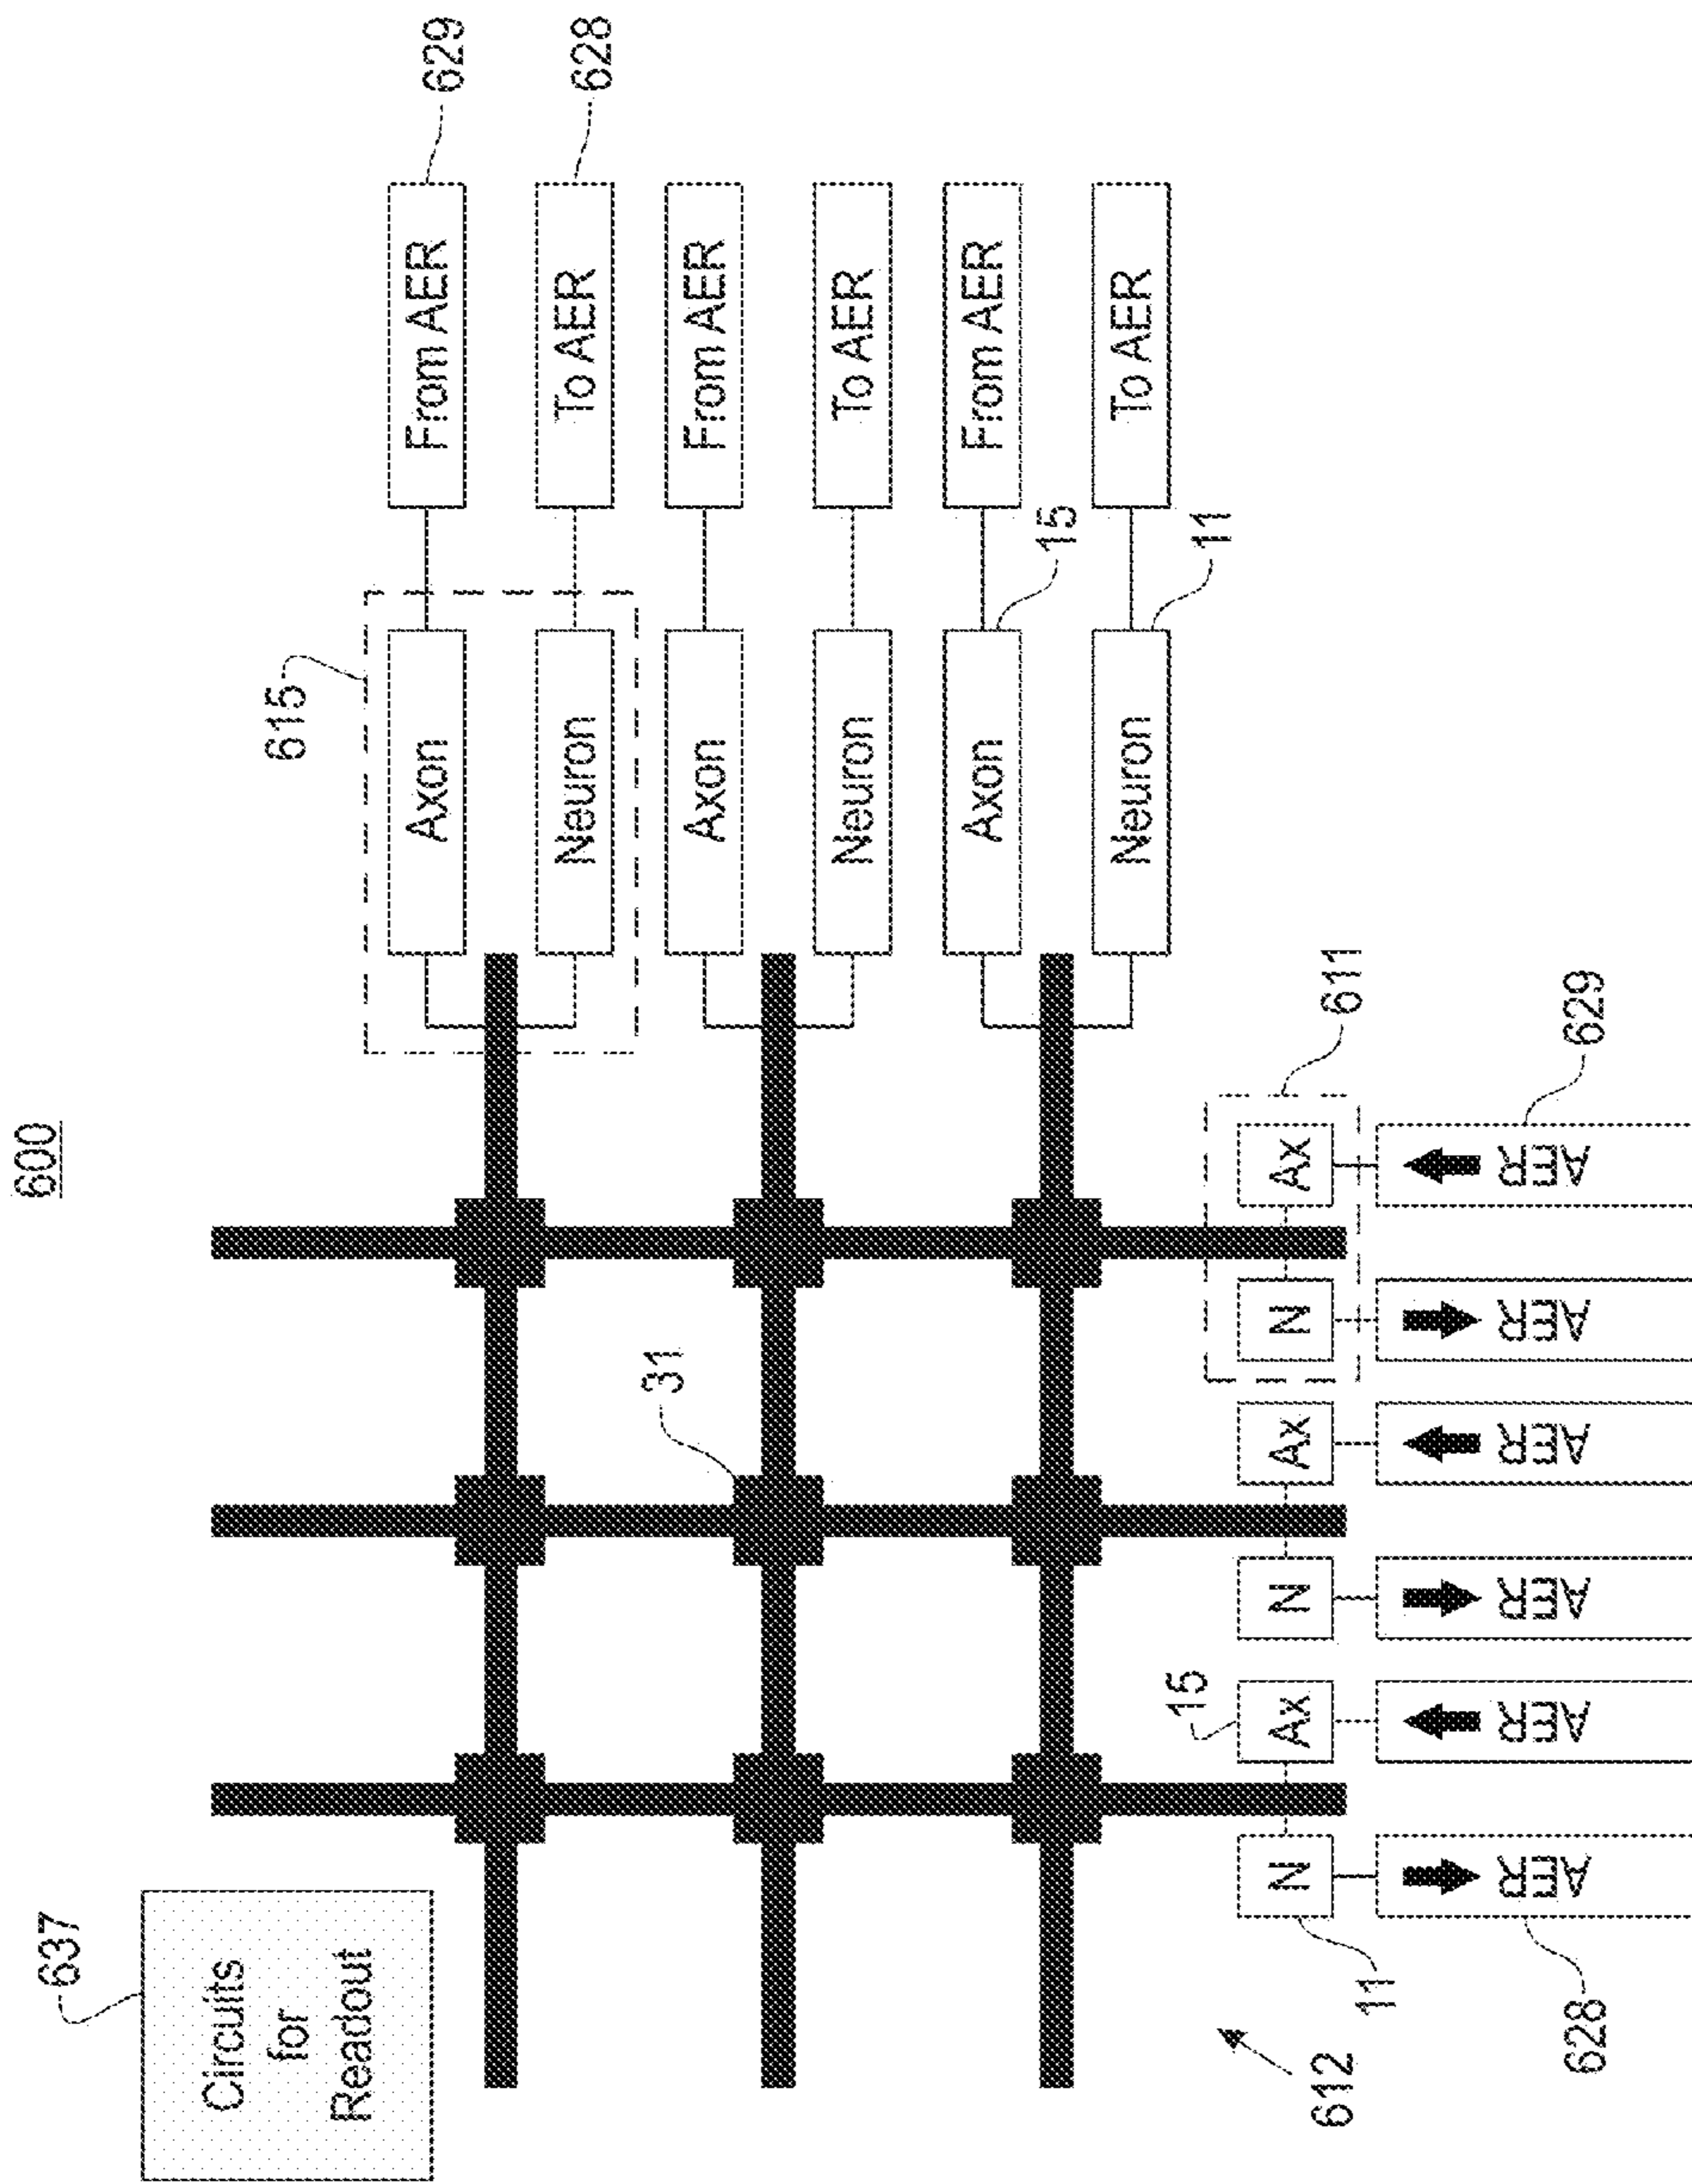 600
637
Circuits
for
Readout
615
Axon
From AER
629
Neuron
To AER
628
31
Axon
From AER
Neuron
To AER
Axon
From AER
15
Neuron
To AER
11
15
N
Ax
N
Ax
N
Ax
611
612
11
AER
AER
AER
AER
AER
AER
628
629